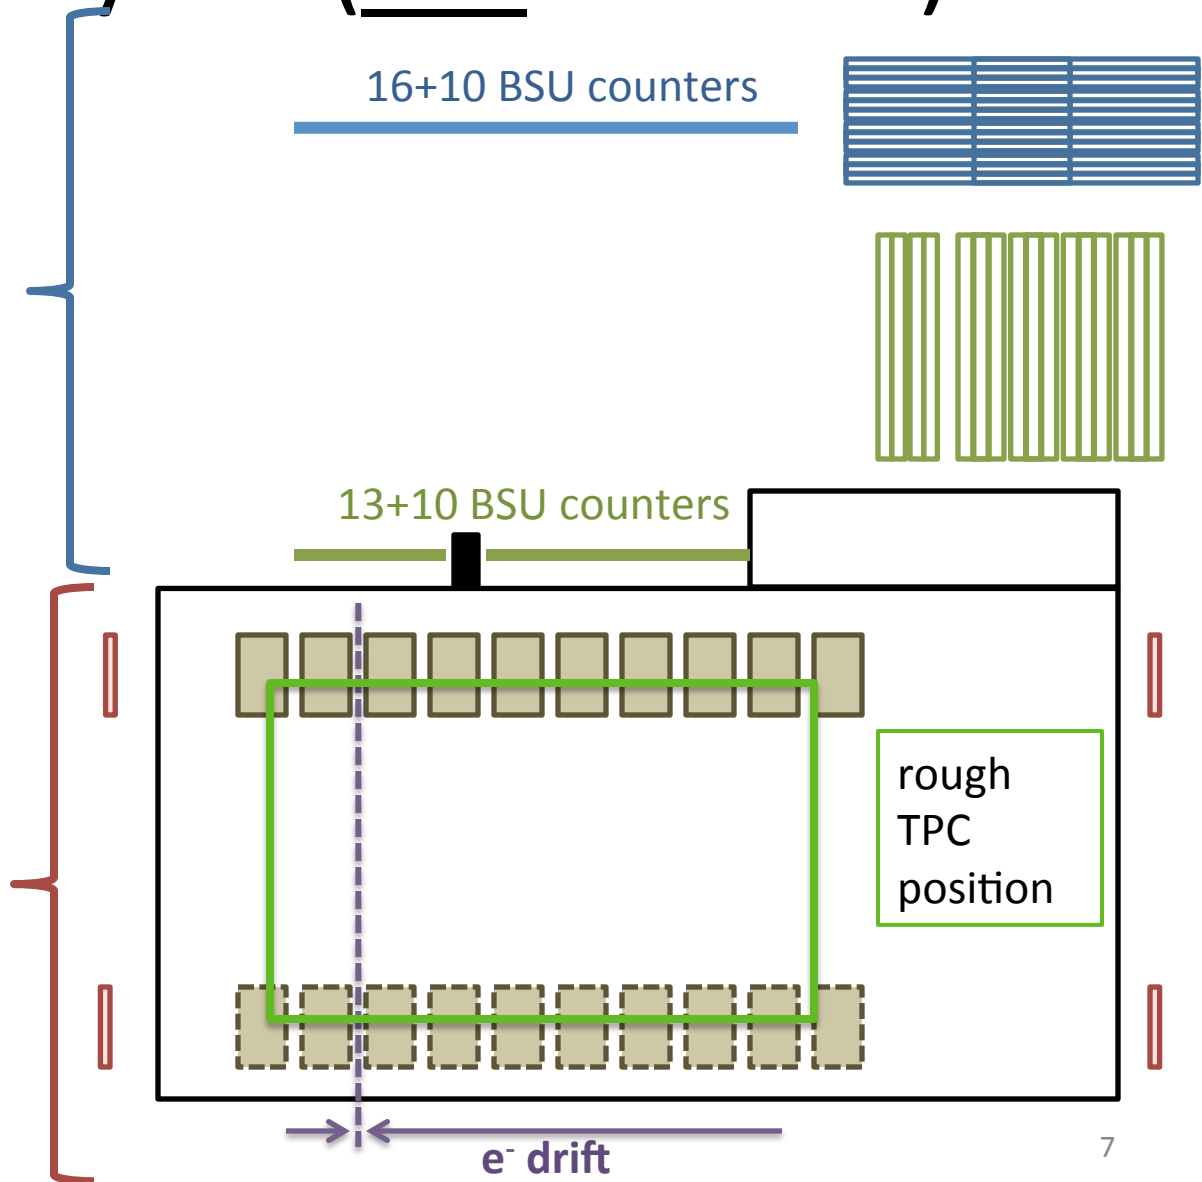 16+10 BSU counters
13+10 BSU counters
rough
TPC
position
e⁻ drift
7